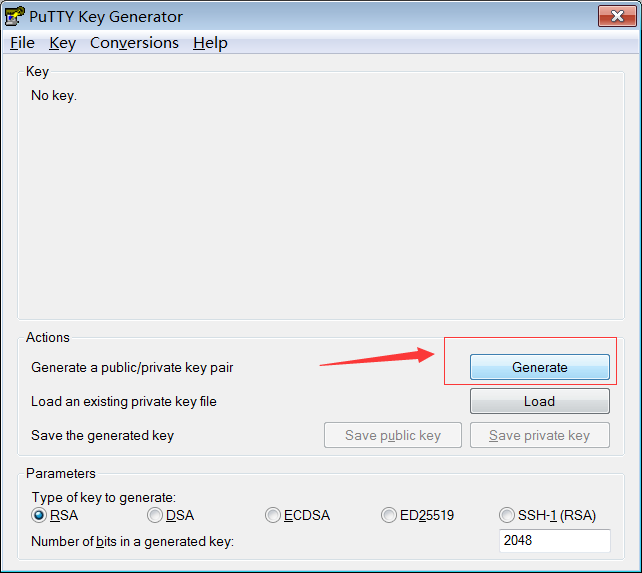 PuTTY Key Generator
File Key Conversions Help
Key
No key.
Actions
Generate a public/private key pair
Generate
Load an existing private key file
Load
Save the generated key
Save public key
Save private key
Parameters
Type of key to generate:
RSA DSA ECDSA ED25519 SSH-1 (RSA)
Number of bits in a generated key:
2048